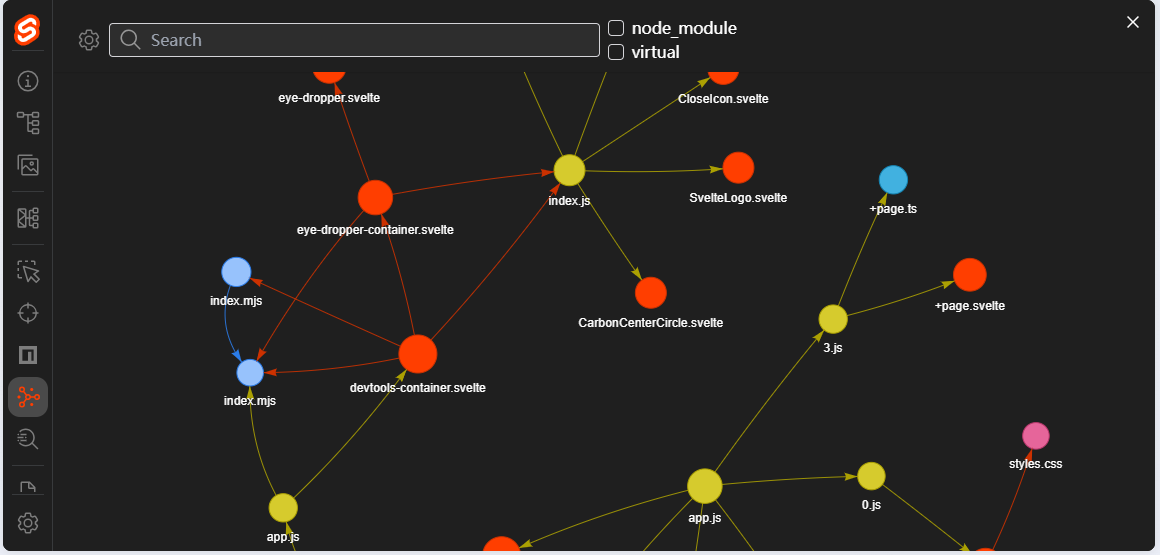 Search
node_module
virtual
eye-dropper.svelte
CloseIcon.svelte
SvelteLogo.svelte
index.js
+page.ts
eye-dropper-container.svelte
index.mjs
+page.svelte
CarbonCenterCircle.svelte
3.js
devtools-container.svelte
index.mjs
styles.css
0.js
app.js
app.js